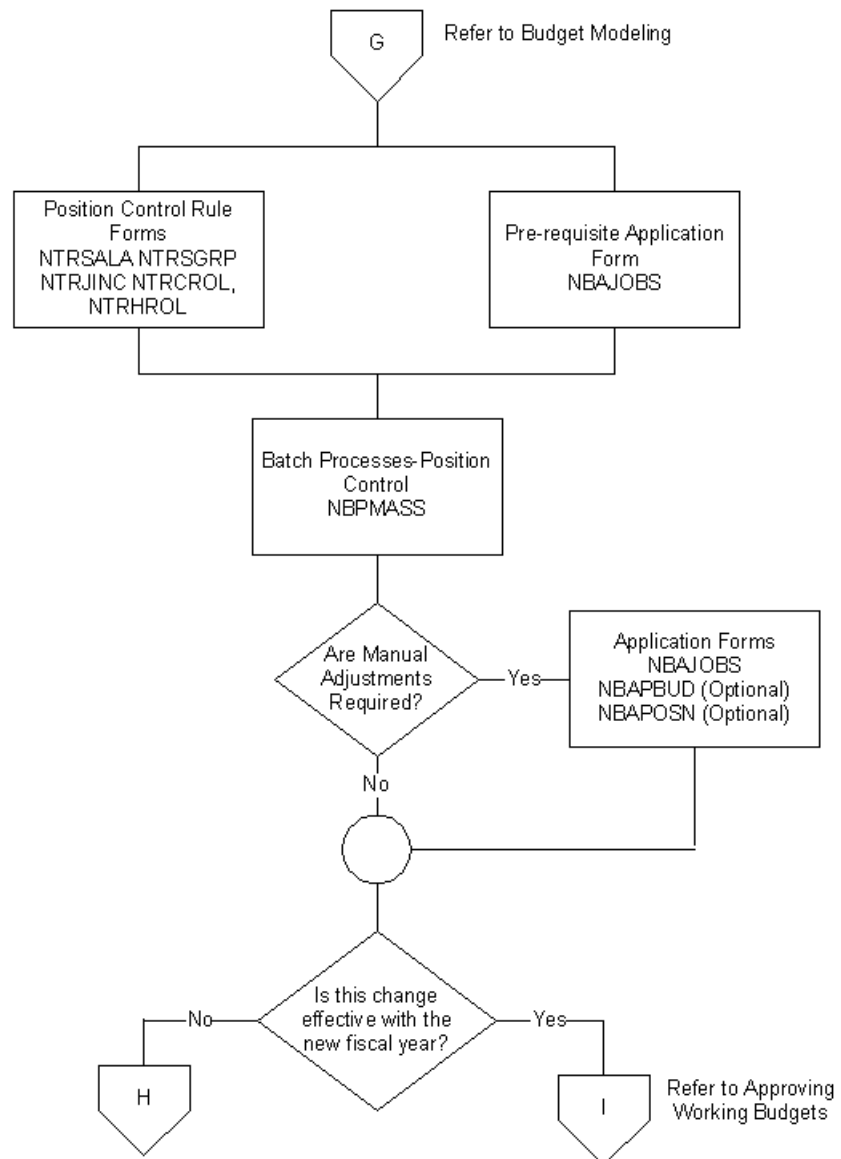 G
Refer to Budget Modeling
Position Control Rule
Forms
NTRSALA NTRSGRP
NTRJINC NTRCROL,
NTRHROL
Pre-requisite Application
Form
NBAJOBS
Batch Processes-Position
Control
NBPMASS
Are Manual
Adjustments
Required?
Yes
Application Forms
NBAJOBS
NBAPBUD (Optional)
NBAPOSN (Optional)
No
Is this change
effective with the
new fiscal year?
No
Yes
H
I
Refer to Approving
Working Budgets